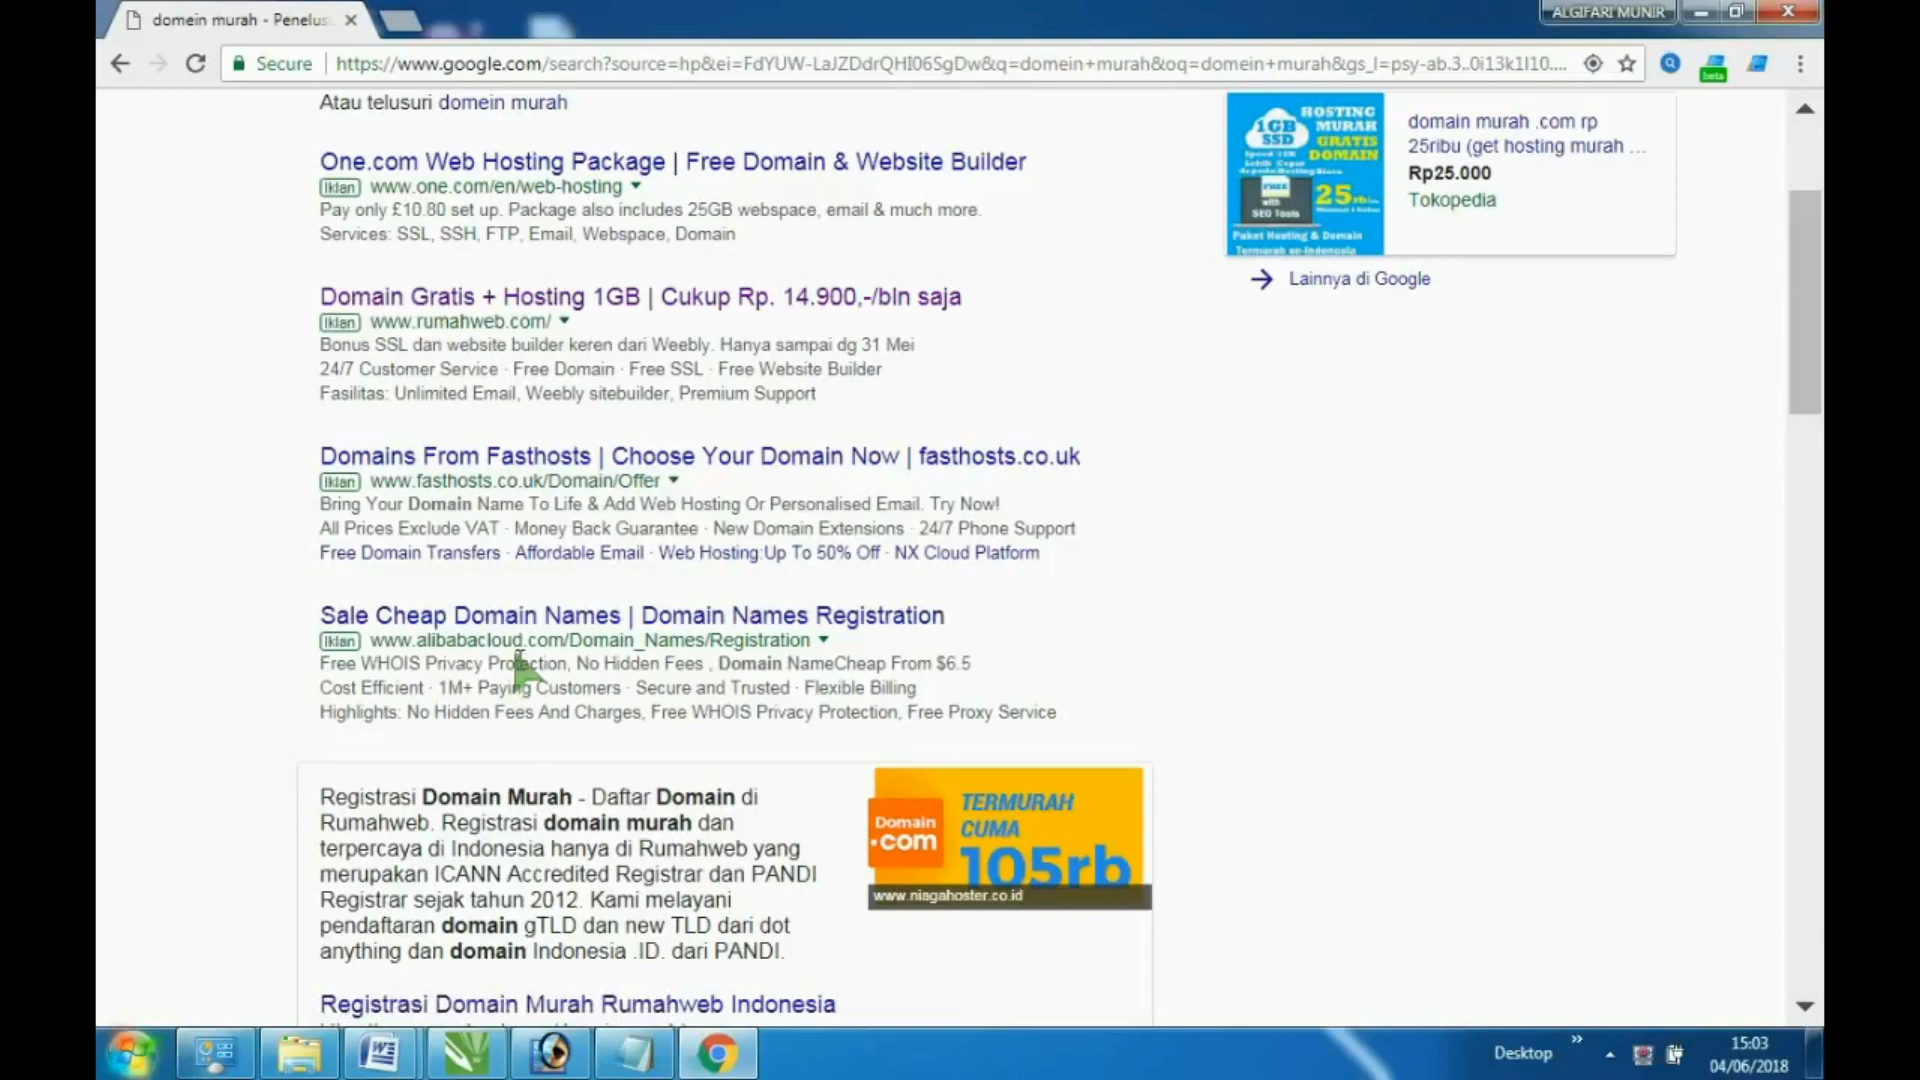 domein murah - Penelus
ALGIFARI MUNIR
Secure
https://www.google.com/search?source=hp&ei=FdYUW-LaJZDdrQHI06SgDw&q=domein+murah&oq=domein+murah&gs_l=psy-ab.3..0i13k1l10....
beta
Atau telusuri domein murah
One.com Web Hosting Package | Free Domain & Website Builder
Iklan www.one.com/en/web-hosting
Pay only £10.80 set up. Package also includes 25GB webspace, email & much more.
Services: SSL, SSH, FTP, Email, Webspace, Domain
Domain Gratis + Hosting 1GB | Cukup Rp. 14.900,-/bln saja
Iklan www.rumahweb.com/
Bonus SSL dan website builder keren dari Weebly. Hanya sampai dg 31 Mei
24/7 Customer Service · Free Domain · Free SSL · Free Website Builder
Fasilitas: Unlimited Email, Weebly sitebuilder, Premium Support
Domains From Fasthosts | Choose Your Domain Now | fasthosts.co.uk
Iklan www.fasthosts.co.uk/Domain/Offer
Bring Your Domain Name To Life & Add Web Hosting Or Personalised Email. Try Now!
All Prices Exclude VAT · Money Back Guarantee · New Domain Extensions · 24/7 Phone Support
Free Domain Transfers · Affordable Email · Web Hosting:Up To 50% Off · NX Cloud Platform
Sale Cheap Domain Names | Domain Names Registration
Iklan www.alibabacloud.com/Domain_Names/Registration
Free WHOIS Privacy Protection, No Hidden Fees , Domain NameCheap From $6.5
Cost Efficient · 1M+ Paying Customers · Secure and Trusted · Flexible Billing
Highlights: No Hidden Fees And Charges, Free WHOIS Privacy Protection, Free Proxy Service
Registrasi Domain Murah - Daftar Domain di
Rumahweb. Registrasi domain murah dan
terpercaya di Indonesia hanya di Rumahweb yang
merupakan ICANN Accredited Registrar dan PANDI
Registrar sejak tahun 2012. Kami melayani
pendaftaran domain gTLD dan new TLD dari dot
anything dan domain Indonesia .ID. dari PANDI.
Domain
.com
TERMURAH
CUMA
105rb
www.niagahoster.co.id
Registrasi Domain Murah Rumahweb Indonesia
HOSTING
MURAH
GRATIS
DOMAIN
1GB
SSD
FREE
with
SEO Tools
25
Paket Hosting & Domain
domain murah .com rp
25ribu (get hosting murah ...
Rp25.000
Tokopedia
Lainnya di Google
Desktop
15:03
04/06/2018